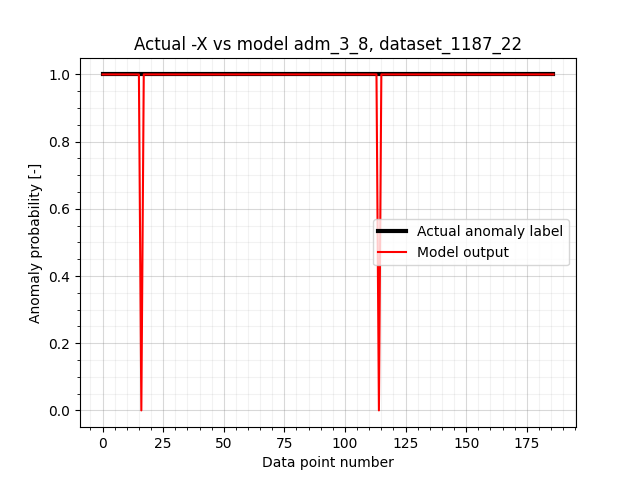 Actual -X vs model adm_3_8, dataset_1187_22
1.0
0.8
0.6
0.4
0.2
0.0
Anomaly probability [-]
Actual anomaly label
Model output
0 25 50 75 100 125 150 175
Data point number